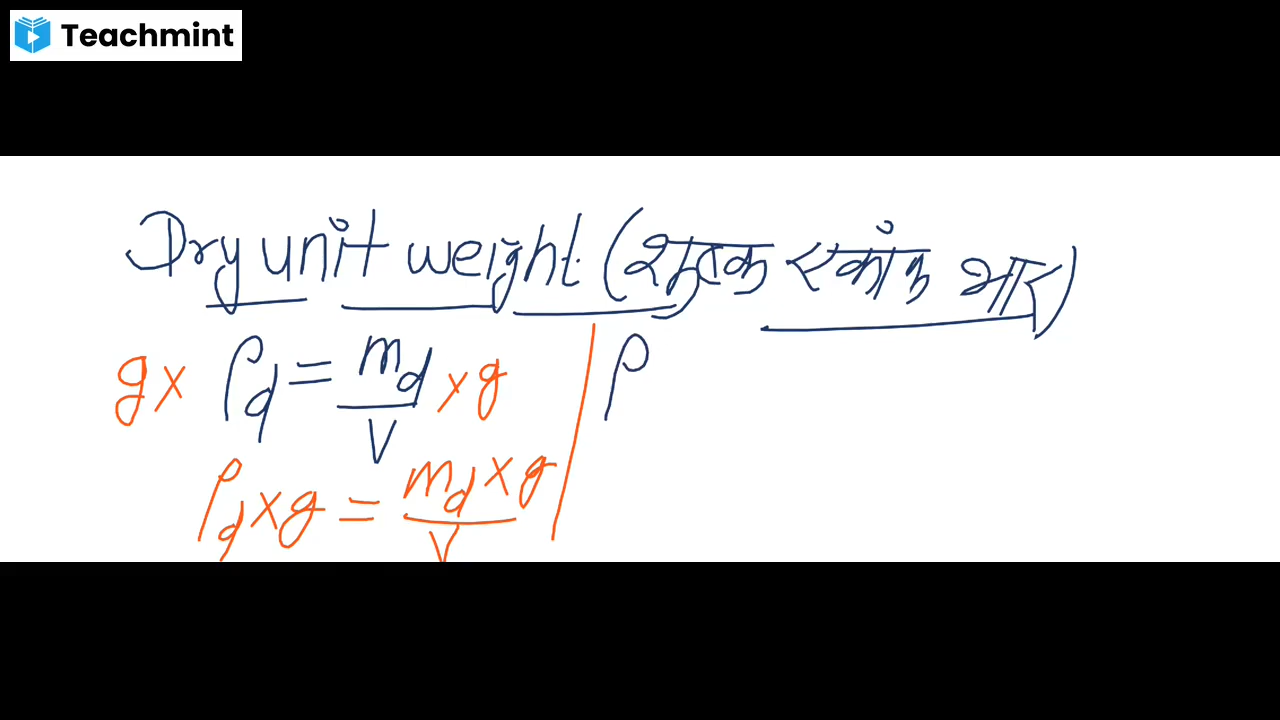 Teachmint
Dry unit weight (शुष्क एकांक भार)
g x ρd = md/V x g | ρ
ρd x g = md x g/V